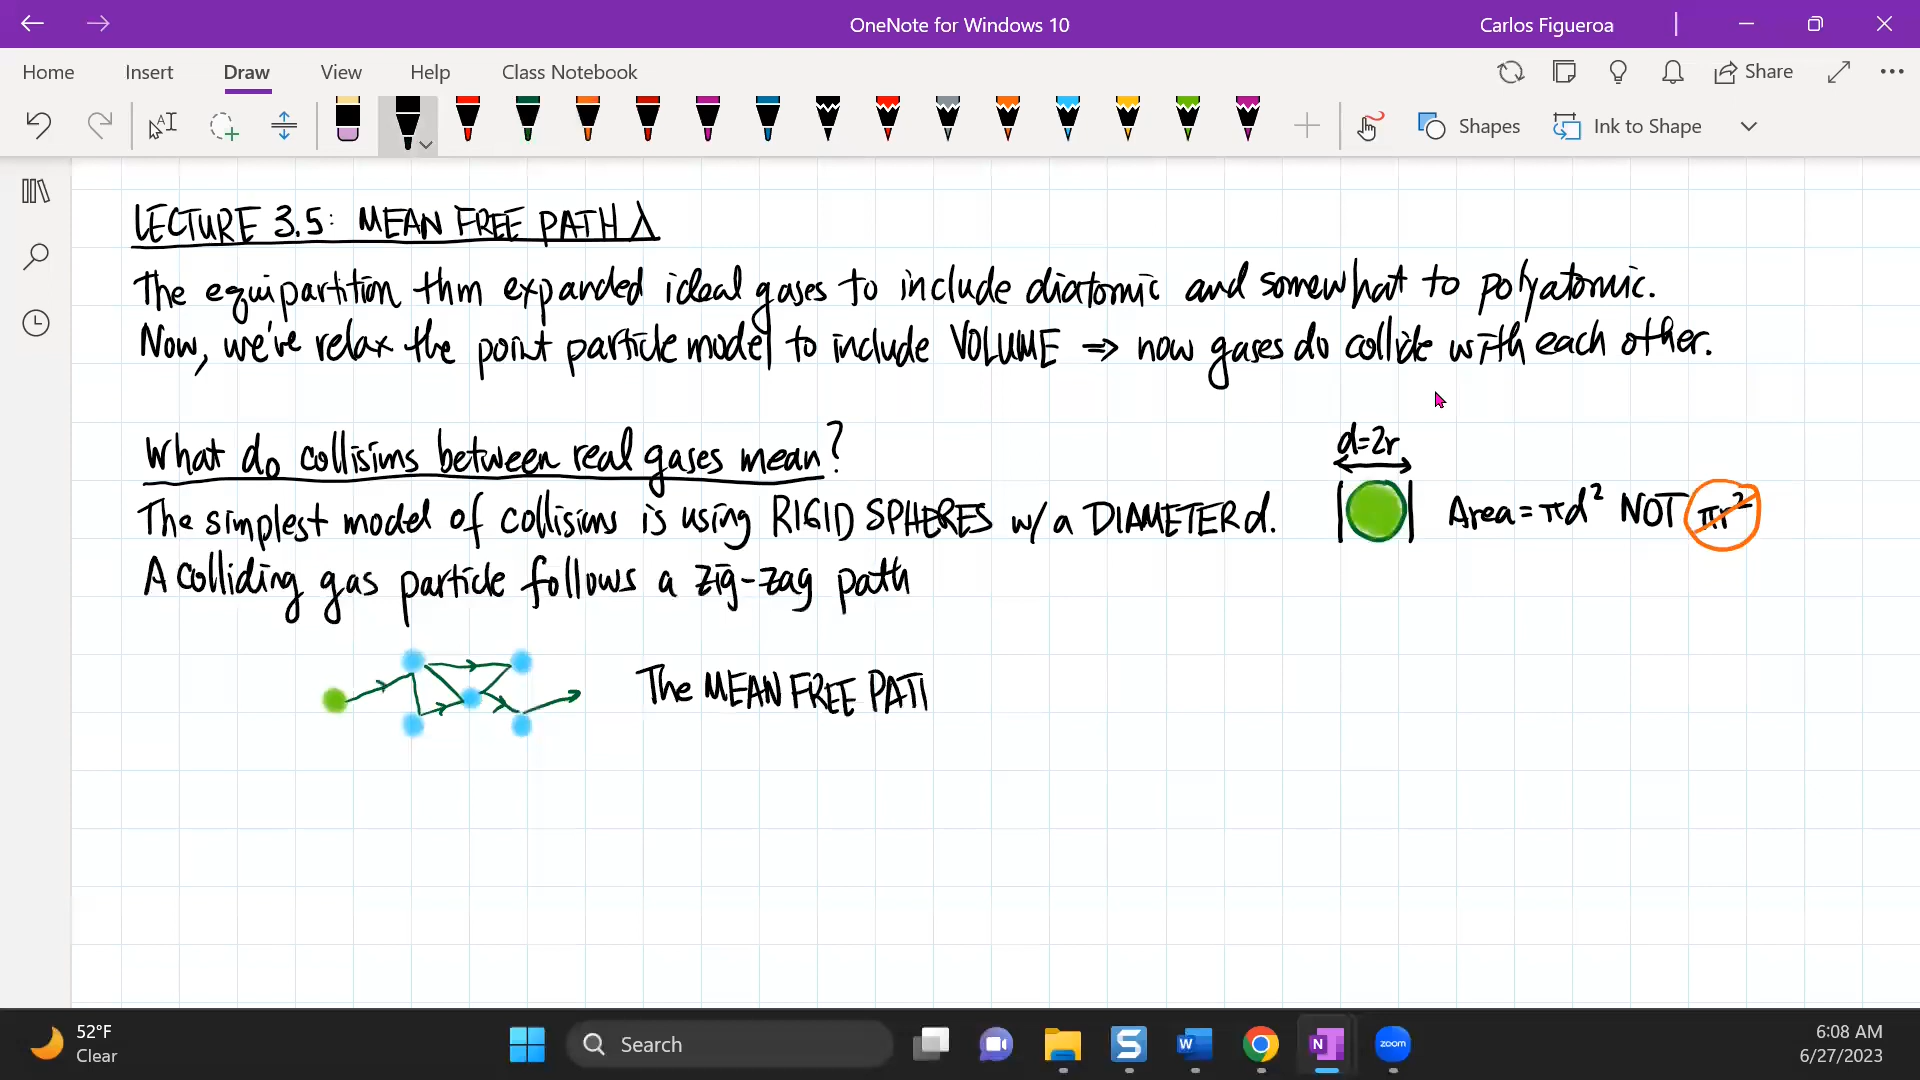 OneNote for Windows 10
Carlos Figueroa
Home Insert Draw View Help Class Notebook
Share
Shapes
Ink to Shape
LECTURE 3.5: MEAN FREE PATH λ
The equipartition thm expanded ideal gases to include diatomic and somewhat to polyatomic.
Now, we've relax the point particle model to include VOLUME ⇒ now gases do collide with each other.
What do collisions between real gases mean?
d=2r
The simplest model of collisions is using RIGID SPHERES w/ a DIAMETER d.
Area = πd² NOT πr²
A colliding gas particle follows a zig-zag path
The MEAN FREE PAT
52°F
Clear
Search
zoom
6:08 AM
6/27/2023